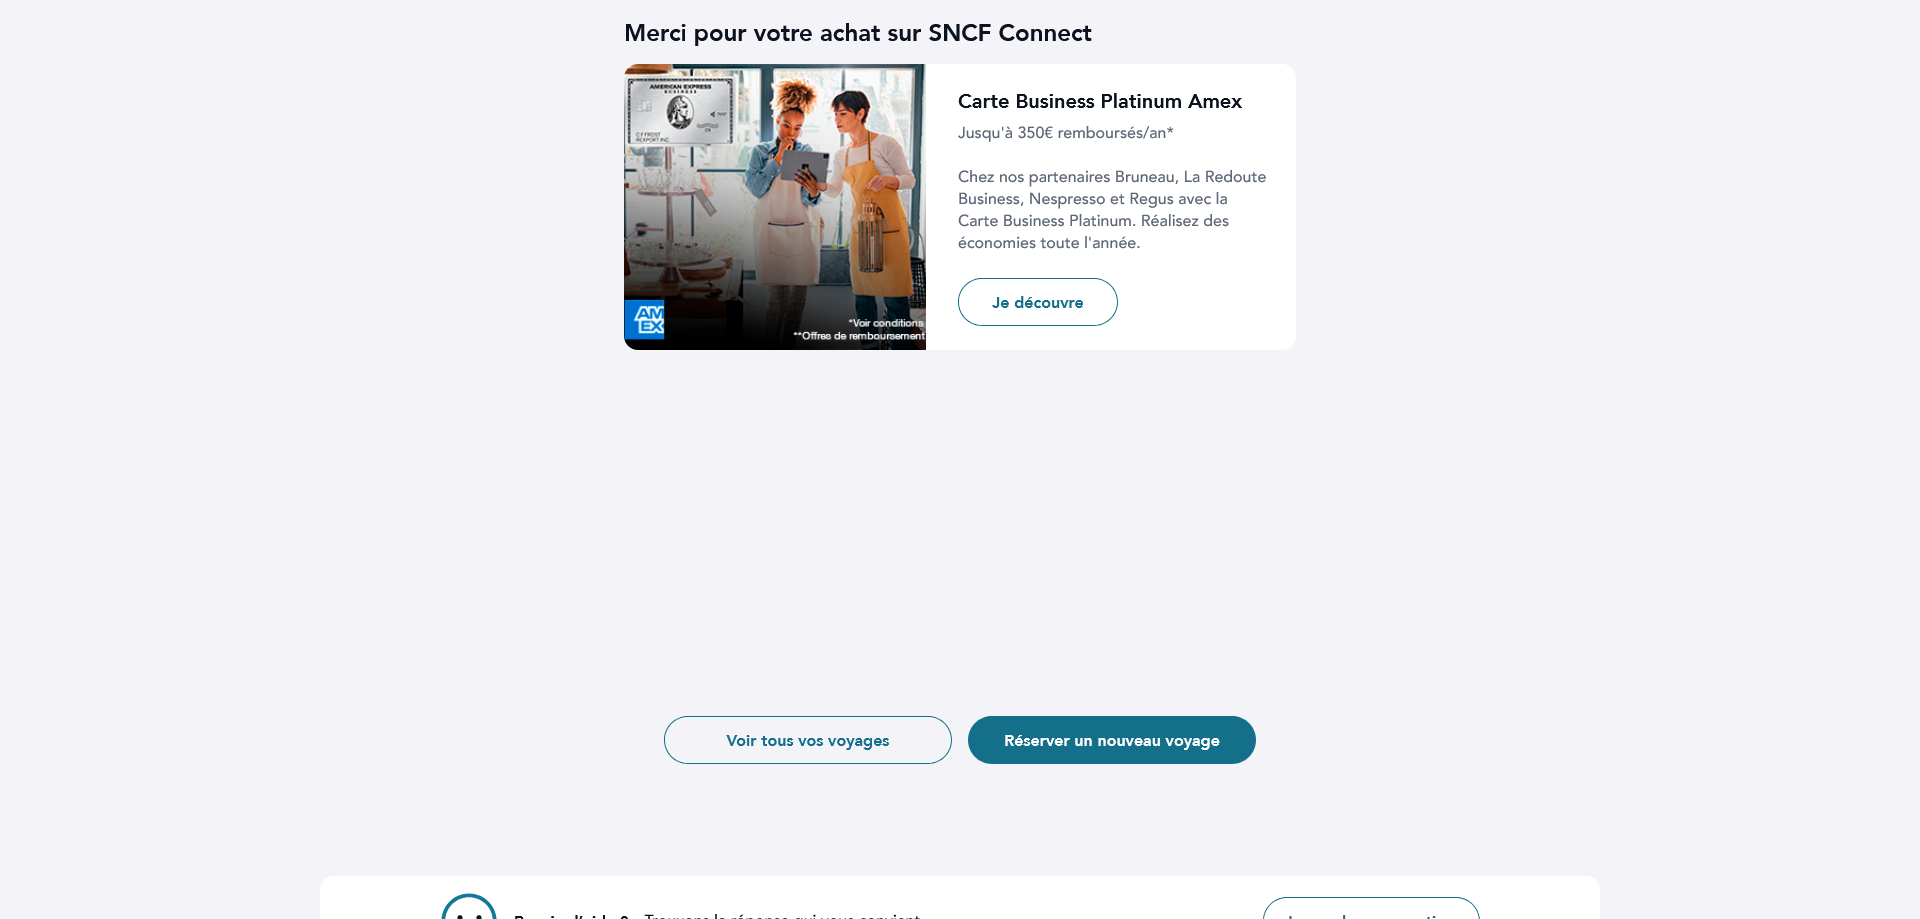 Merci pour votre achat sur SNCF Connect
AMERICAN EXPRESS
BUSINESS
C F FROST
REXPORT INC
09
AM
EX
*Voir conditions
**Offres de remboursement
Carte Business Platinum Amex
Jusqu'à 350€ remboursés/an*
Chez nos partenaires Bruneau, La Redoute
Business, Nespresso et Regus avec la
Carte Business Platinum. Réalisez des
économies toute l'année.
Je découvre
Voir tous vos voyages
Réserver un nouveau voyage